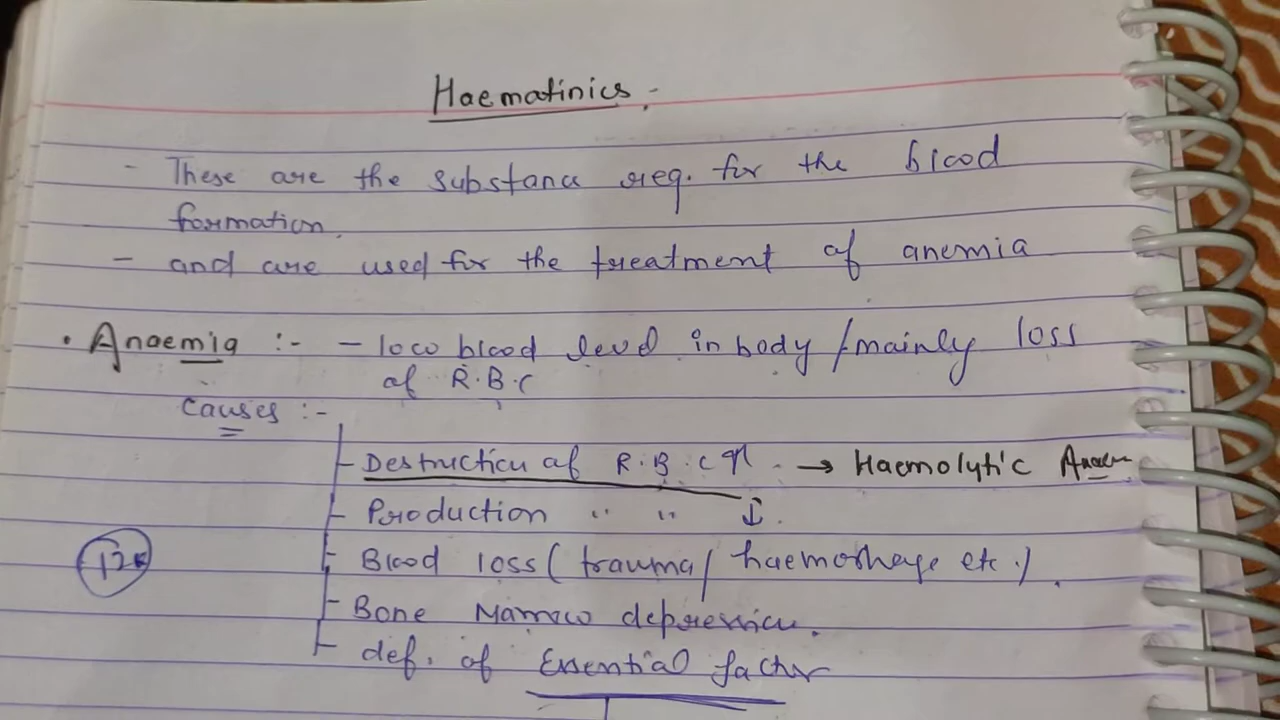 Haematinics -
- These are the substance req. for the blood
formation.
- and are used for the treatment of anemia
• Anaemia :- - low blood level in body / mainly loss
of R.B.C
Causes :-
Destruction of R.B.C ↑ . → Haemolytic Anaem
Production " " ↓.
Blood loss ( trauma / haemorrhage etc.) .
Bone Marrow depression.
def. of Essential factor